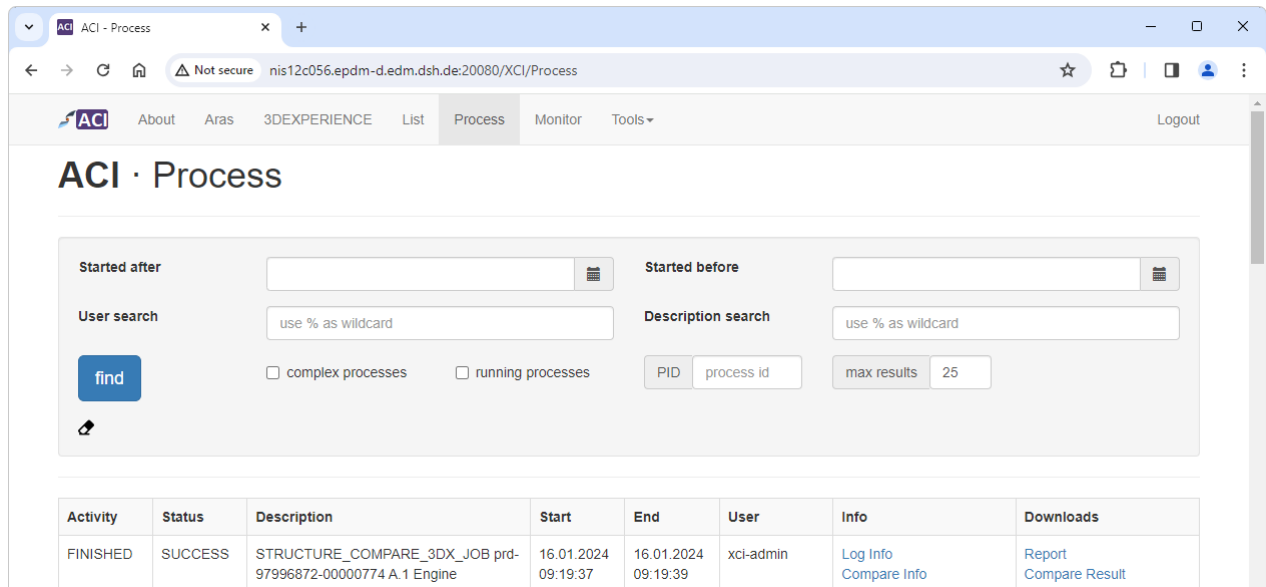 ACI ACI - Process
Not secure nis12c056.epdm-d.edm.dsh.de:20080/XCI/Process
ACI About Aras 3DEXPERIENCE List Process Monitor Tools Logout
ACI · Process
Started after Started before
User search use % as wildcard Description search use % as wildcard
find complex processes running processes PID process id max results 25
Activity Status Description Start End User Info Downloads
FINISHED SUCCESS STRUCTURE_COMPARE_3DX_JOB prd- 16.01.2024 16.01.2024 xci-admin Log Info Report
97996872-00000774 A.1 Engine 09:19:37 09:19:39 Compare Info Compare Result